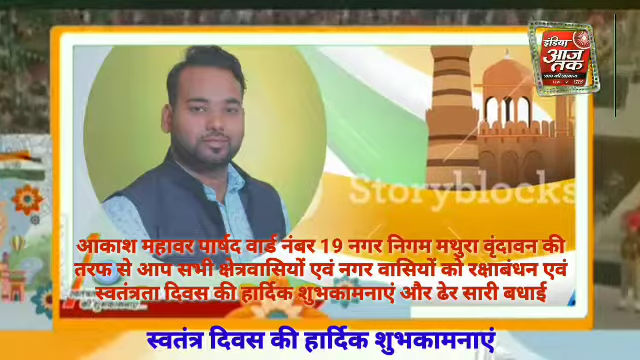 इंडिया
आज
तक
Storyblocks
आकाश महावर पार्षद वार्ड नंबर 19 नगर निगम मथुरा वृंदावन की
तरफ से आप सभी क्षेत्रवासियों एवं नगर वासियों को रक्षाबंधन एवं
स्वतंत्रता दिवस की हार्दिक शुभकामनाएं और ढेर सारी बधाई
स्वतंत्र दिवस की हार्दिक शुभकामनाएं